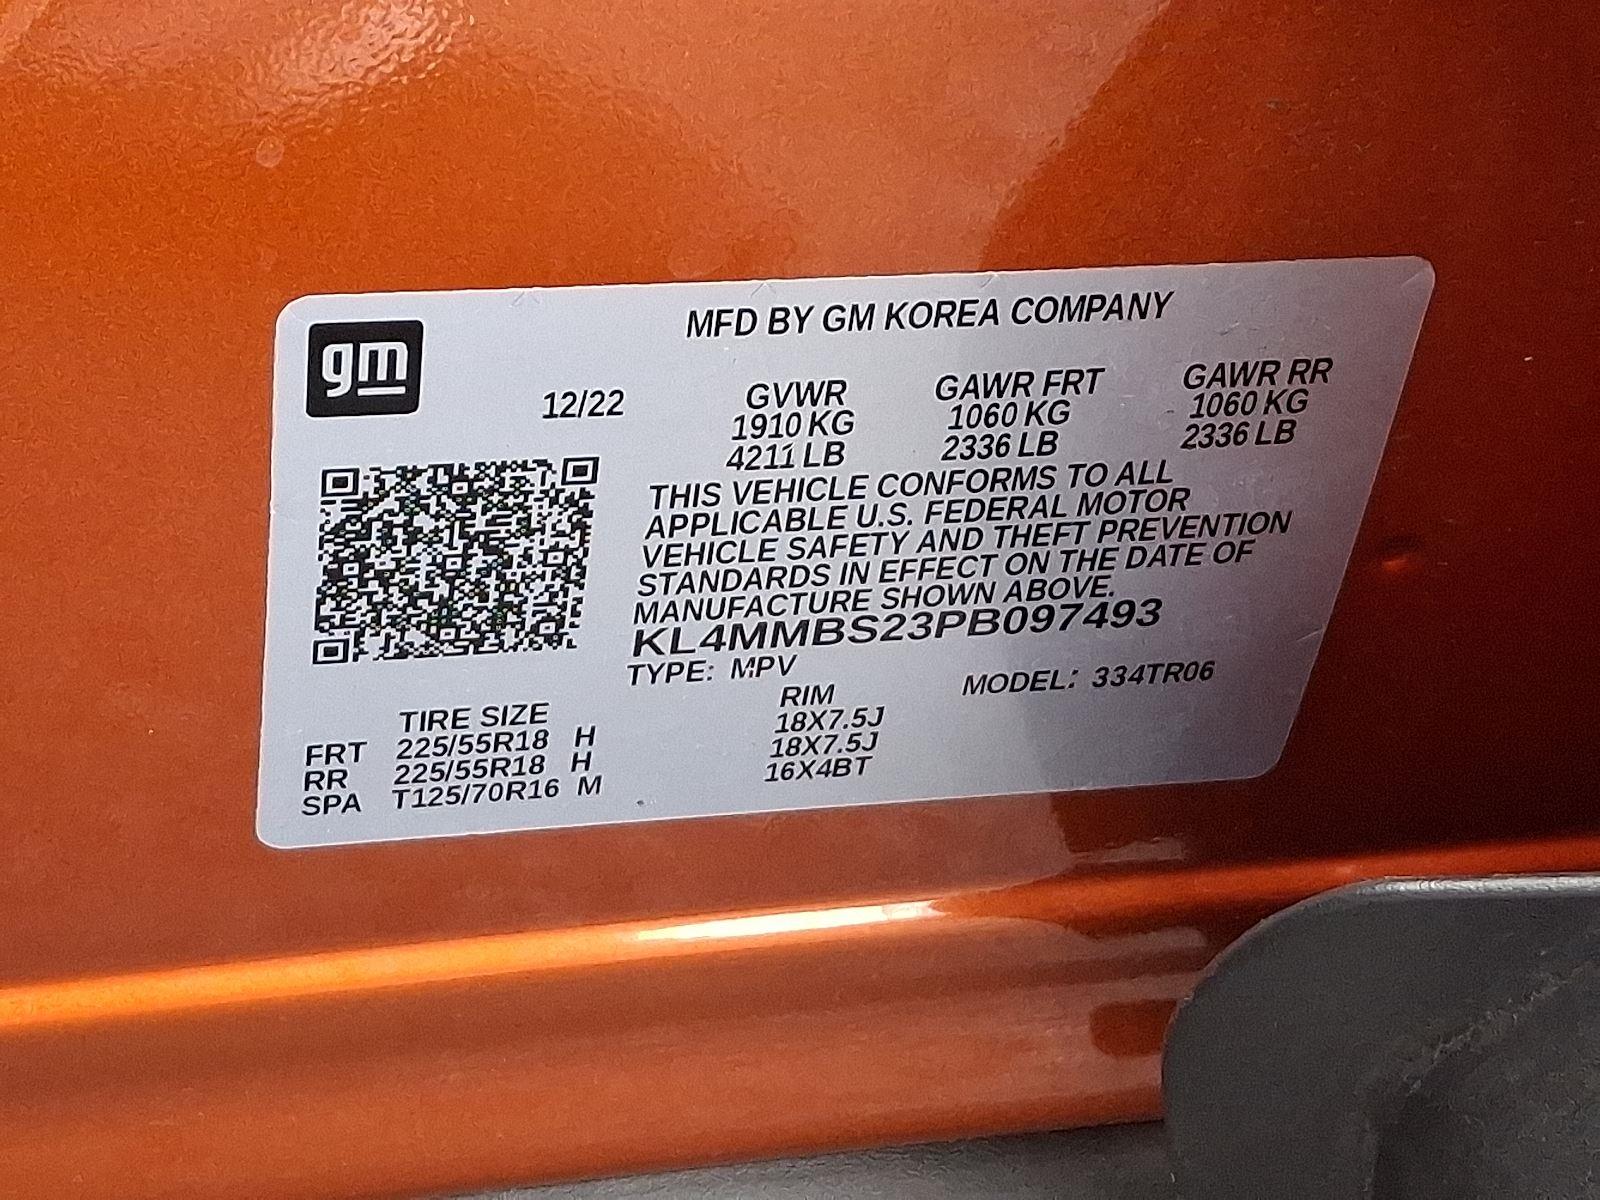 gm
MFD BY GM KOREA COMPANY
12/22
GVWR GAWR FRT GAWR RR
1910 KG 1060 KG 1060 KG
4211 LB 2336 LB 2336 LB
THIS VEHICLE CONFORMS TO ALL
APPLICABLE U.S. FEDERAL MOTOR
VEHICLE SAFETY AND THEFT PREVENTION
STANDARDS IN EFFECT ON THE DATE OF
MANUFACTURE SHOWN ABOVE.
KL4MMBS23PB097493
TYPE: MPV MODEL: 334TR06
TIRE SIZE RIM
FRT 225/55R18 H 18X7.5J
RR 225/55R18 H 18X7.5J
SPA T125/70R16 M 16X4BT